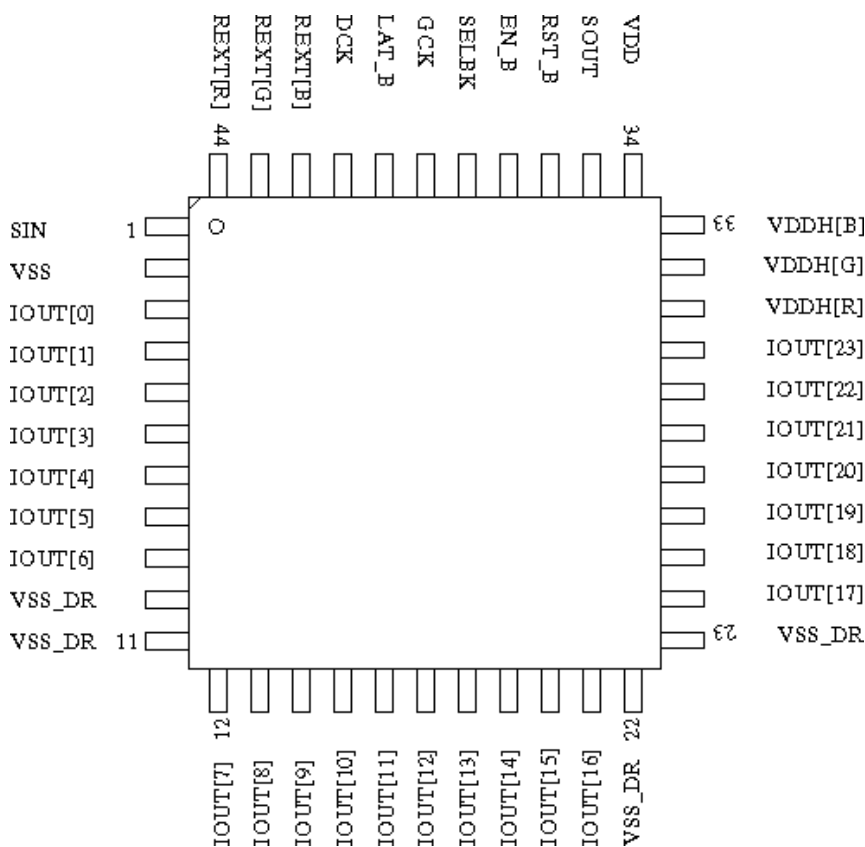 REXT[R]
REXT[G]
REXT[B]
DCK
LAT_B
GCK
SELBK
EN_B
RST_B
SOUT
VDD
44
34
SIN
1
VSS
IOUT[0]
IOUT[1]
IOUT[2]
IOUT[3]
IOUT[4]
IOUT[5]
IOUT[6]
VSS_DR
VSS_DR
11
33
VDDH[B]
VDDH[G]
VDDH[R]
IOUT[23]
IOUT[22]
IOUT[21]
IOUT[20]
IOUT[19]
IOUT[18]
IOUT[17]
23
VSS_DR
12
22
IOUT[7]
IOUT[8]
IOUT[9]
IOUT[10]
IOUT[11]
IOUT[12]
IOUT[13]
IOUT[14]
IOUT[15]
IOUT[16]
VSS_DR